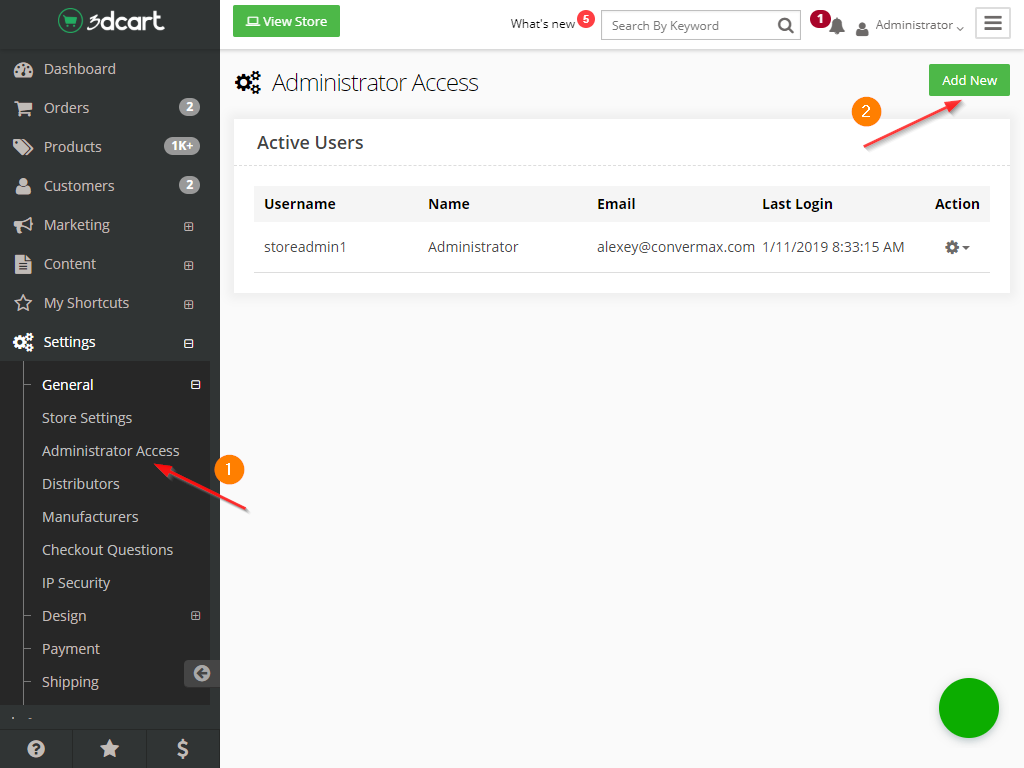 3dcart
View Store
What's new 5
Search By Keyword
1
Administrator
Dashboard
Orders 2
Products 1K+
Customers 2
Marketing
Content
My Shortcuts
Settings
General
Store Settings
Administrator Access
Distributors
Manufacturers
Checkout Questions
IP Security
Design
Payment
Shipping
1
Administrator Access
Add New
2
Active Users
Username Name Email Last Login Action
storeadmin1 Administrator alexey@convermax.com 1/11/2019 8:33:15 AM